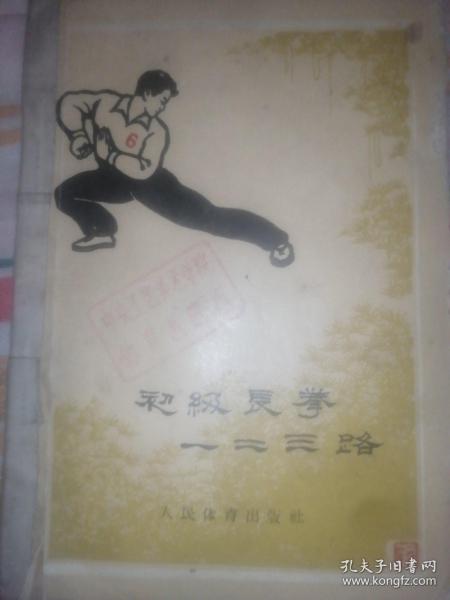 6
初級長拳
一二三路
人民体育出版社
孔夫子旧书网
www.kongfz.com